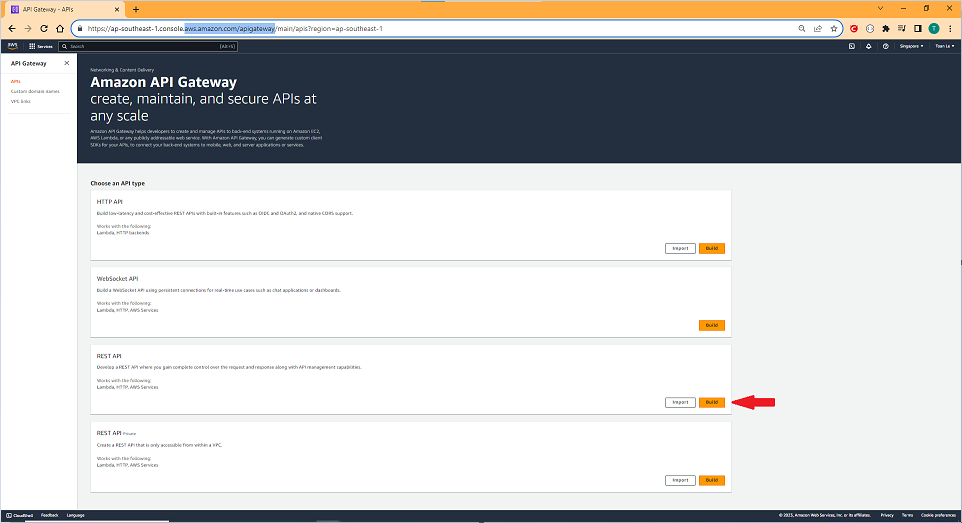 API Gateway - APIs
https://ap-southeast-1.console.aws.amazon.com/apigateway/main/apis?region=ap-southeast-1
aws
Services
Search
[Alt+S]
Singapore
Toan Le
T
API Gateway
APIs
Custom domain names
VPC links
Networking & Content Delivery
Amazon API Gateway
create, maintain, and secure APIs at
any scale
Amazon API Gateway helps developers to create and manage APIs to back-end systems running on Amazon EC2,
AWS Lambda, or any publicly addressable web service. With Amazon API Gateway, you can generate custom client
SDKs for your APIs, to connect your back-end systems to mobile, web, and server applications or services.
Choose an API type
HTTP API
Build low-latency and cost-effective REST APIs with built-in features such as OIDC and OAuth2, and native CORS support.
Works with the following:
Lambda, HTTP backends
Import
Build
WebSocket API
Build a WebSocket API using persistent connections for real-time use cases such as chat applications or dashboards.
Works with the following:
Lambda, HTTP, AWS Services
Build
REST API
Develop a REST API where you gain complete control over the request and response along with API management capabilities.
Works with the following:
Lambda, HTTP, AWS Services
Import
Build
REST API Private
Create a REST API that is only accessible from within a VPC.
Works with the following:
Lambda, HTTP, AWS Services
Import
Build
CloudShell
Feedback
Language
© 2023, Amazon Web Services, Inc. or its affiliates.
Privacy
Terms
Cookie preferences